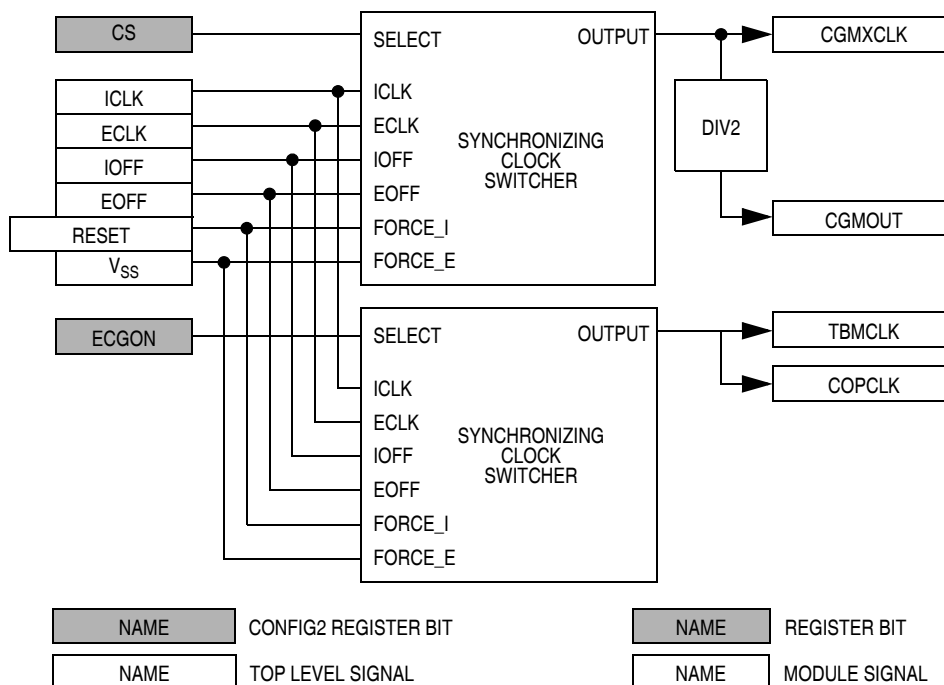 CS
SELECT
OUTPUT
CGMXCLK
ICLK
ECLK
IOFF
EOFF
RESET
VSS
ICLK
ECLK
IOFF
EOFF
FORCE_I
FORCE_E
SYNCHRONIZING
CLOCK
SWITCHER
DIV2
CGMOUT
ECGON
SELECT
OUTPUT
TBMCLK
COPCLK
ICLK
ECLK
IOFF
EOFF
FORCE_I
FORCE_E
SYNCHRONIZING
CLOCK
SWITCHER
NAME CONFIG2 REGISTER BIT
NAME REGISTER BIT
NAME TOP LEVEL SIGNAL
NAME MODULE SIGNAL